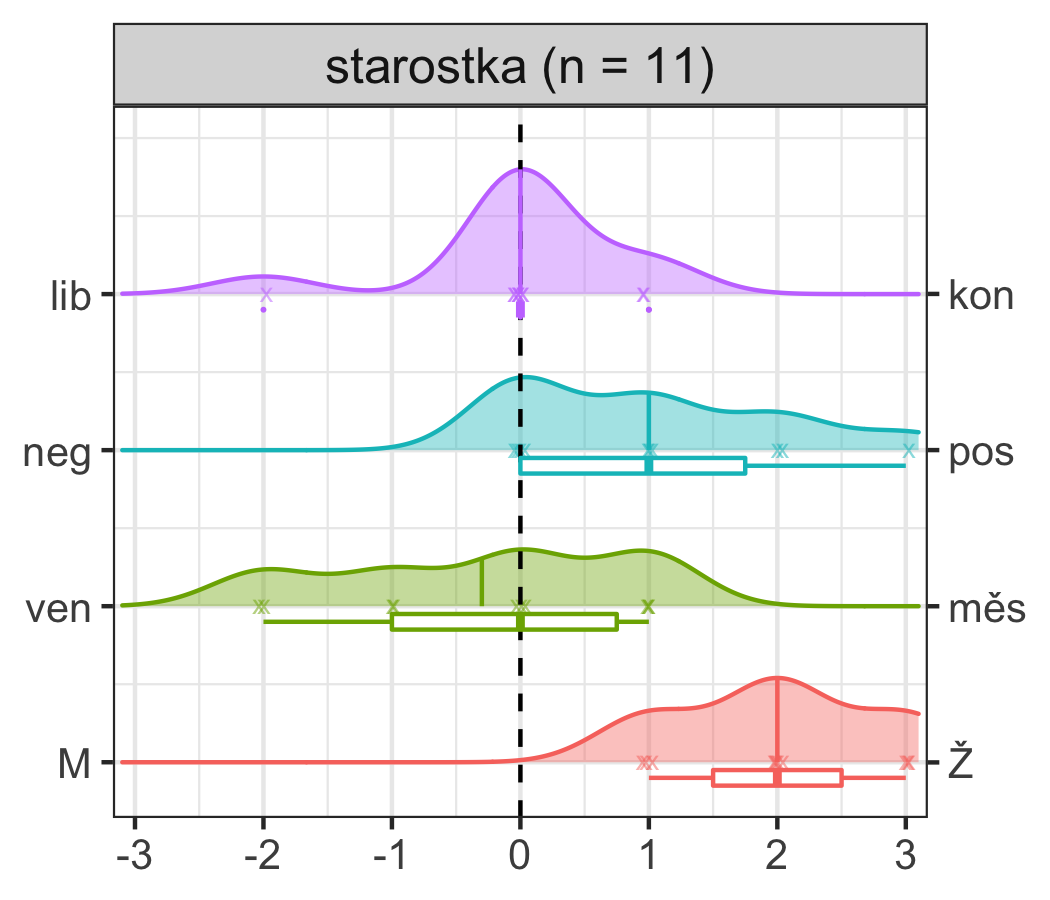 starostka (n = 11)
lib kon
neg pos
ven měs
M Ž
-3 -2 -1 0 1 2 3